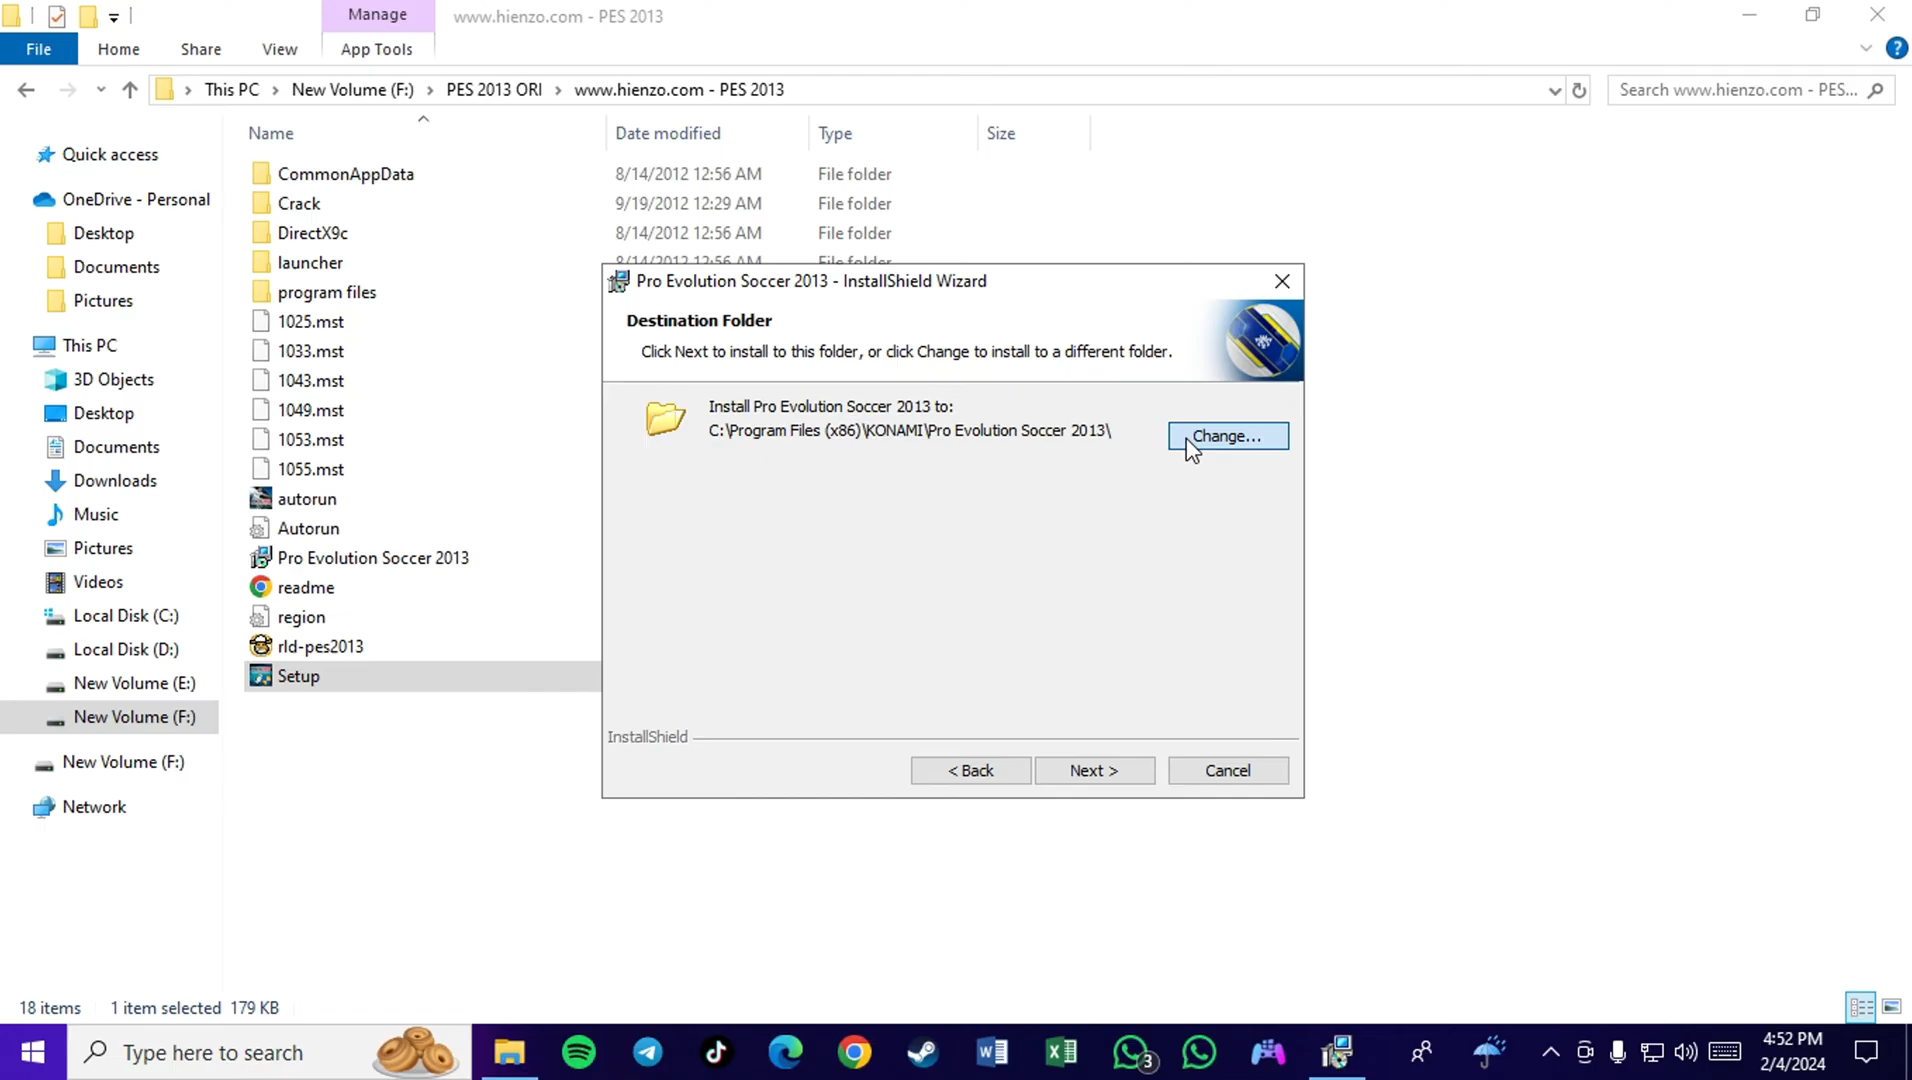 Manage
www.hienzo.com - PES 2013
File
Home
Share
View
App Tools
This PC
New Volume (F:)
PES 2013 ORI
www.hienzo.com - PES 2013
Search www.hienzo.com - PES...
Name
Date modified
Type
Size
Quick access
OneDrive - Personal
Desktop
Documents
Pictures
This PC
3D Objects
Desktop
Documents
Downloads
Music
Pictures
Videos
Local Disk (C:)
Local Disk (D:)
New Volume (E:)
New Volume (F:)
New Volume (F:)
Network
CommonAppData 8/14/2012 12:56 AM File folder
Crack 9/19/2012 12:29 AM File folder
DirectX9c 8/14/2012 12:56 AM File folder
launcher 8/14/2012 12:56 AM File folder
program files
1025.mst
1033.mst
1043.mst
1049.mst
1053.mst
1055.mst
autorun
Autorun
Pro Evolution Soccer 2013
readme
region
rld-pes2013
Setup
Pro Evolution Soccer 2013 - InstallShield Wizard
Destination Folder
Click Next to install to this folder, or click Change to install to a different folder.
Install Pro Evolution Soccer 2013 to:
C:\Program Files (x86)\KONAMI\Pro Evolution Soccer 2013\
Change...
InstallShield
< Back
Next >
Cancel
18 items
1 item selected 179 KB
Type here to search
3
4:52 PM
2/4/2024